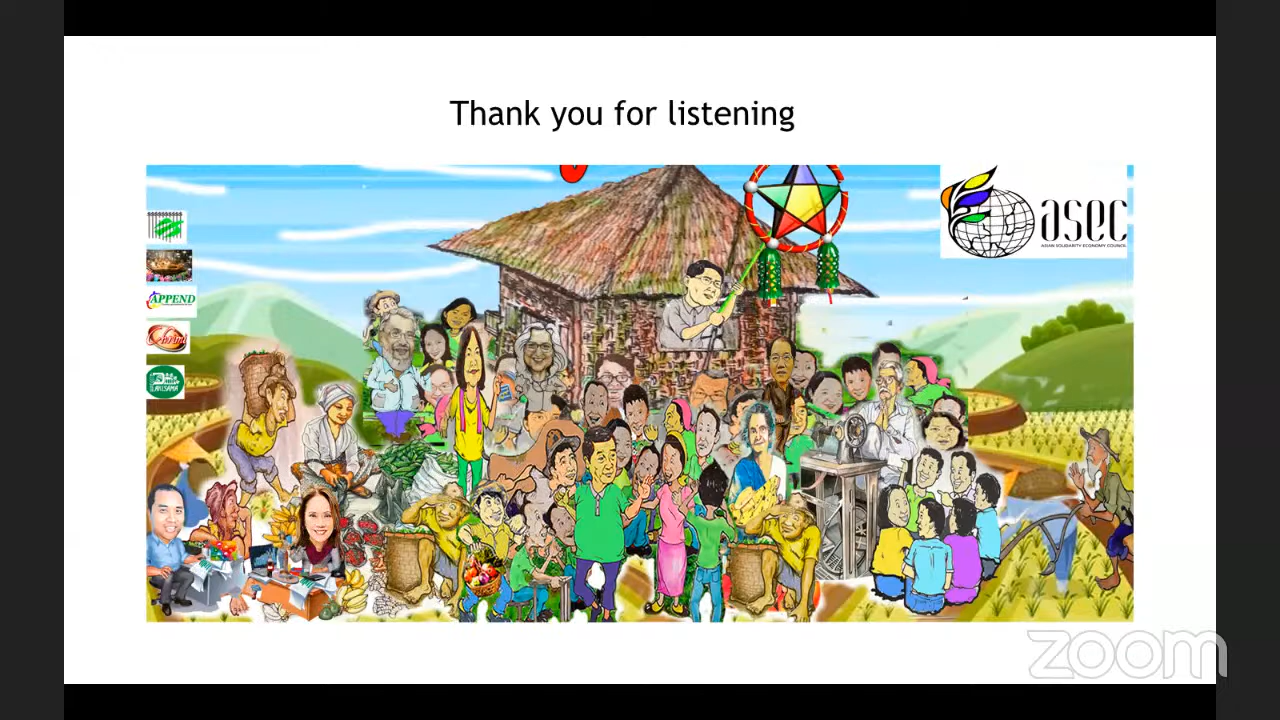 Thank you for listening
asec
ASIAN SOLIDARITY ECONOMY COUNCIL
APPEND
zoom